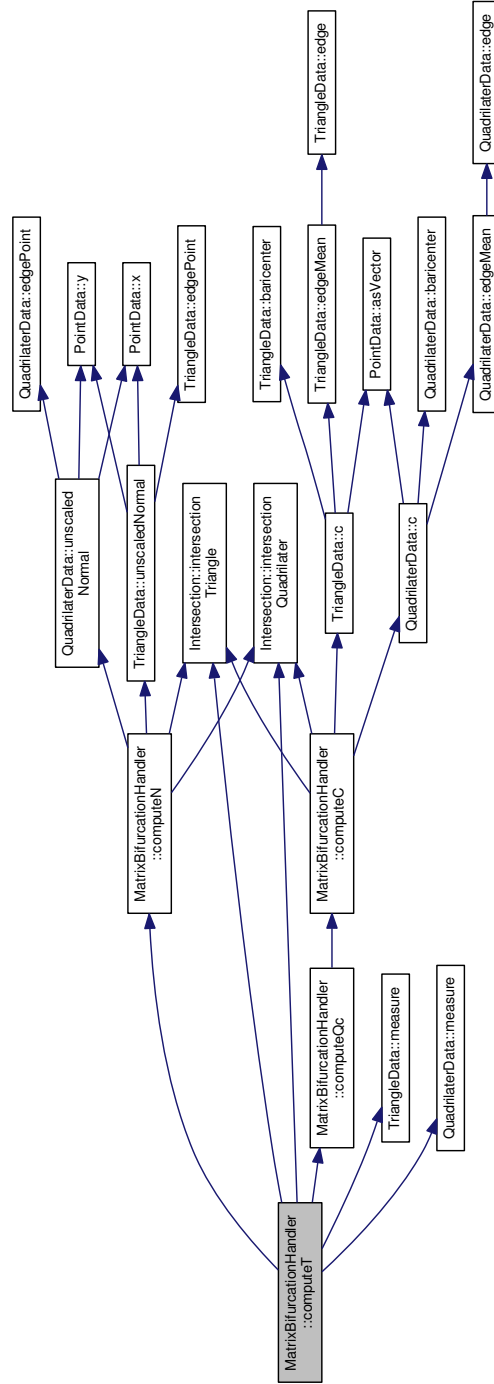 MatrixBifurcationHandler
::computeT
MatrixBifurcationHandler
::computeN
Intersection::intersection
Triangle
Intersection::intersection
Quadrilater
MatrixBifurcationHandler
::computeQc
TriangleData::measure
QuadrilaterData::measure
QuadrilaterData::unscaled
Normal
TriangleData::unscaledNormal
MatrixBifurcationHandler
::computeC
QuadrilaterData::edgePoint
PointData::y
PointData::x
TriangleData::edgePoint
TriangleData::c
QuadrilaterData::c
TriangleData::baricenter
TriangleData::edgeMean
PointData::asVector
QuadrilaterData::baricenter
QuadrilaterData::edgeMean
TriangleData::edge
QuadrilaterData::edge